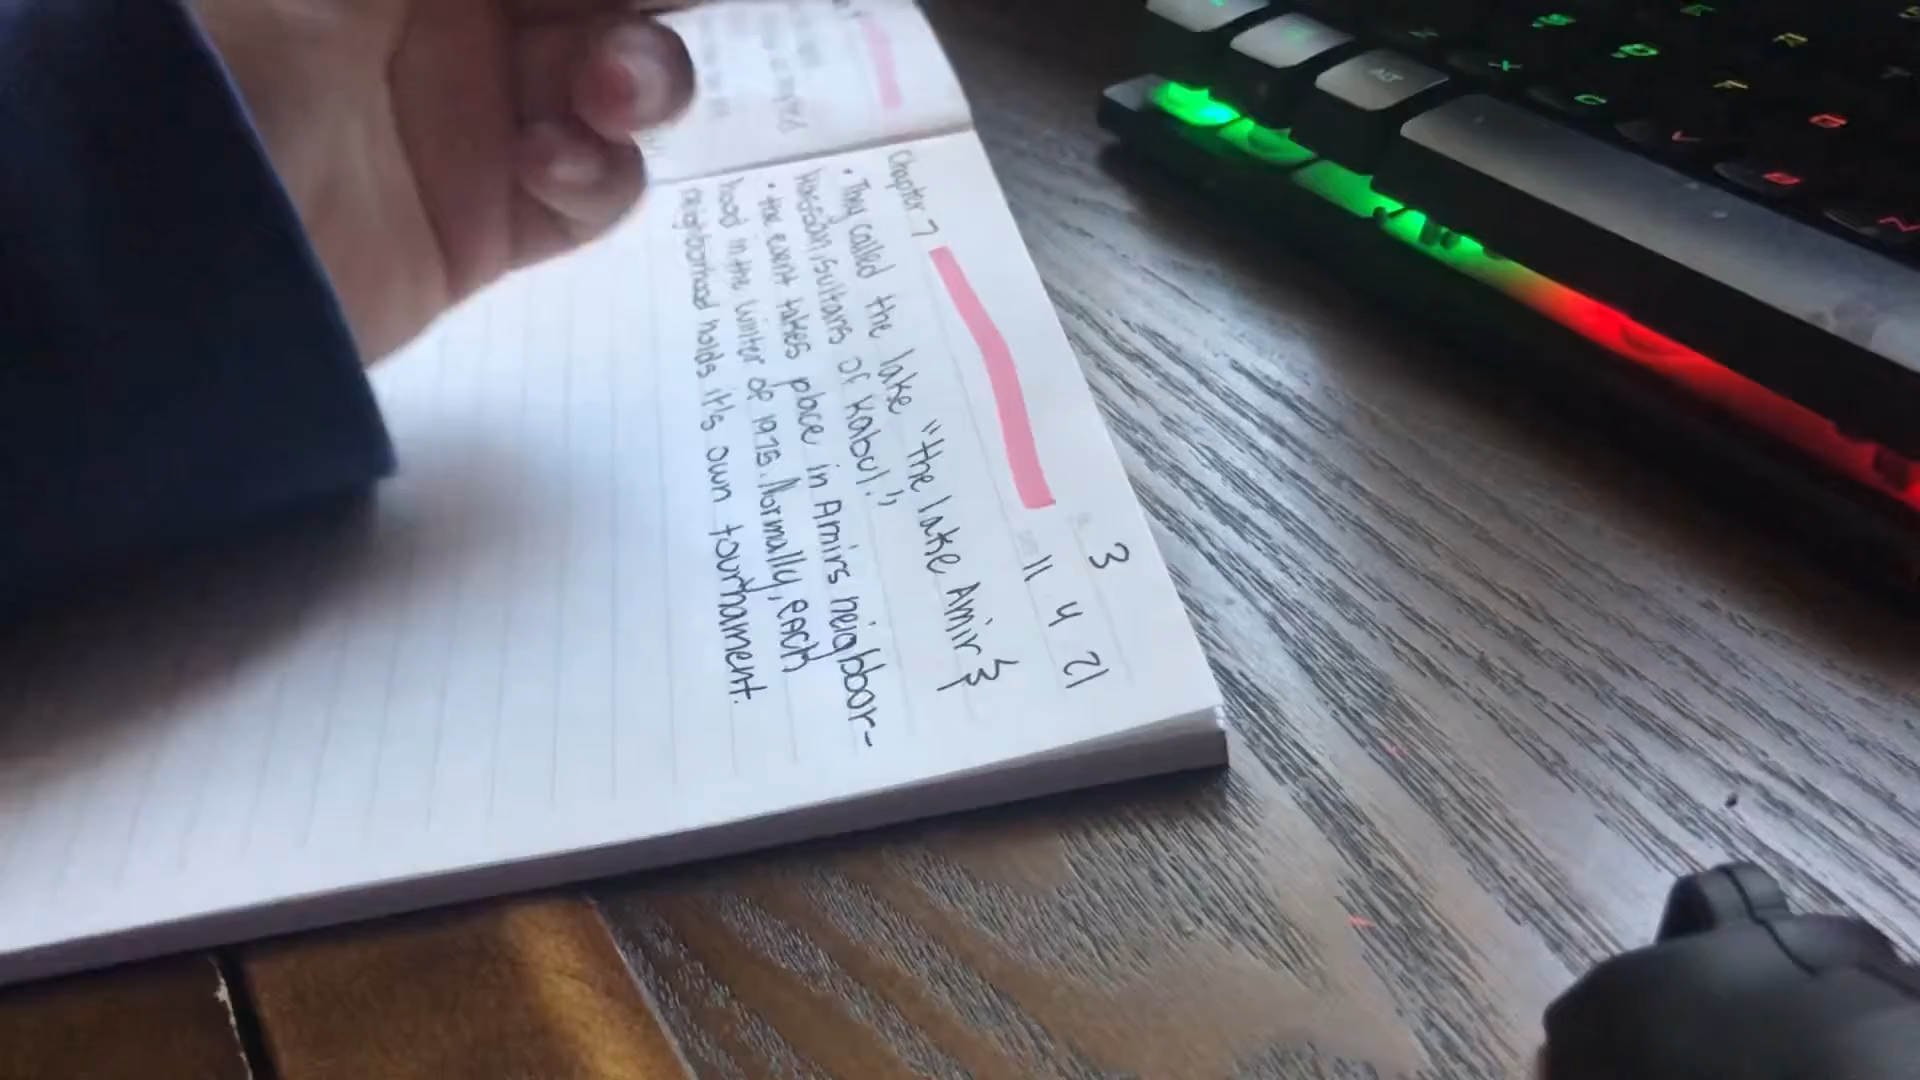 3
11 4 21
Chapter 7
• They called the lake "the lake Amir &
Hassan, sultans of Kabul."
• the event takes place in Amirs neighbor-
hood in the winter of 1975. Normally, each
neighborhood holds it's own tournament.
ALT
Z
X
C
V
B
N
F
G